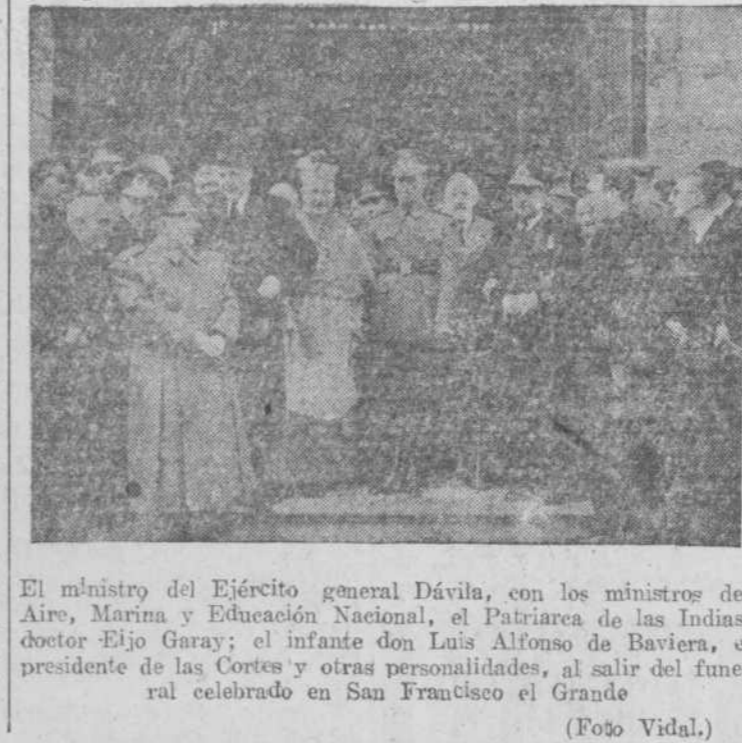 El ministro del Ejército general Dávila, con los ministros de
Aire, Marina y Educación Nacional, el Patriarca de las Indias
doctor Eijo Garay; el infante don Luis Alfonso de Baviera, e
presidente de las Cortes y otras personalidades, al salir del fune
ral celebrado en San Francisco el Grande
(Foto Vidal.)